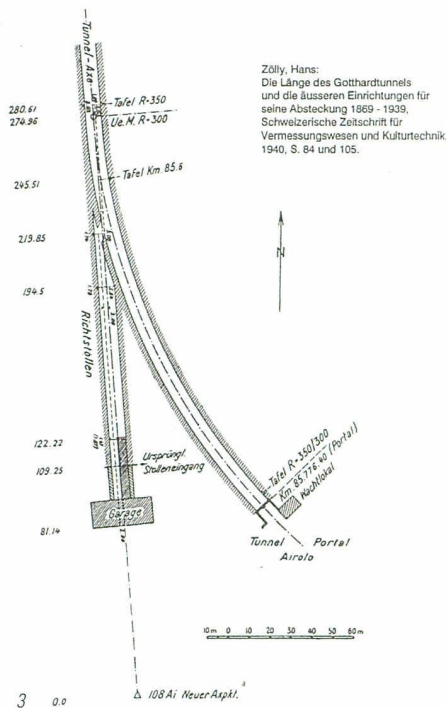 Tunnel-Axe
Zölly, Hans:
Die Länge des Gotthardtunnels
und die äusseren Einrichtungen für
seine Absteckung 1869 - 1939,
Schweizerische Zeitschrift für
Vermessungswesen und Kulturtechnik
1940, S. 84 und 105.
280.61
Tafel R-350
274.96
Ue.M. R-300
245.51
Tafel Km. 85.6
219.85
N
194.5
Richtstollen
122.22
Ursprüngl.
Stolleneingang
109.25
Tafel R-350/300
Km. 85.776.40 (Portal)
Wachtlokal
Garage
81.14
Tunnel Portal
Airolo
10m 0 10 20 30 40 50 60m
108 Ai Neuer Axpkt.
3 0.0